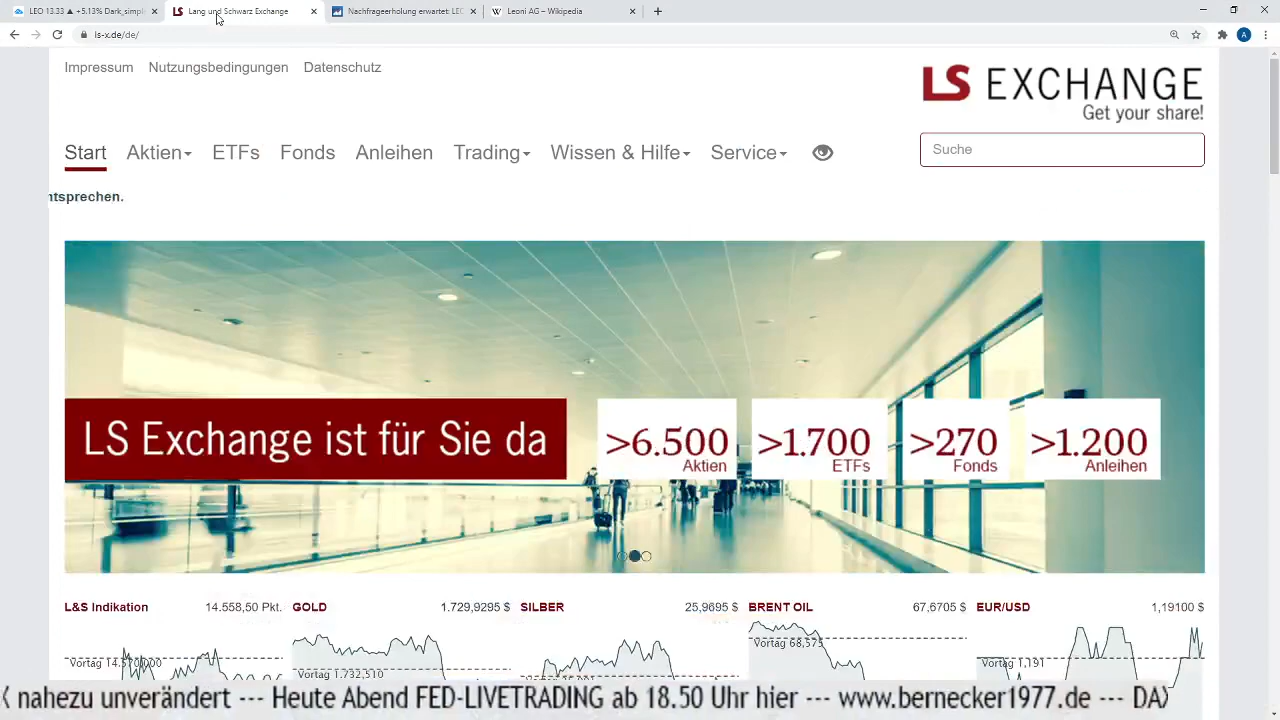 LEO 13.33 ▲ +5.13% Dark_simpl
Lang und Schwarz Exchange
Nachfrageerholung erwartet: LEO
Leoni AG – Wikipedia
ls-x.de/de/
A
Impressum Nutzungsbedingungen Datenschutz
LS EXCHANGE
Get your share!
Start Aktien ETFs Fonds Anleihen Trading Wissen & Hilfe Service
Suche
ntsprechen.
LS Exchange ist für Sie da
>6.500 Aktien
>1.700 ETFs
>270 Fonds
>1.200 Anleihen
L&S Indikation 14.558,50 Pkt.
GOLD 1.729,9295 $
SILBER 25,9695 $
BRENT OIL 67,6705 $
EUR/USD 1,19100 $
Vortag 1.732,510
Vortag 68,575
Vortag 1,191
X nahezu unverändert --- Heute Abend FED-LIVETRADING ab 18.50 Uhr hier --- www.bernecker1977.de --- DAX